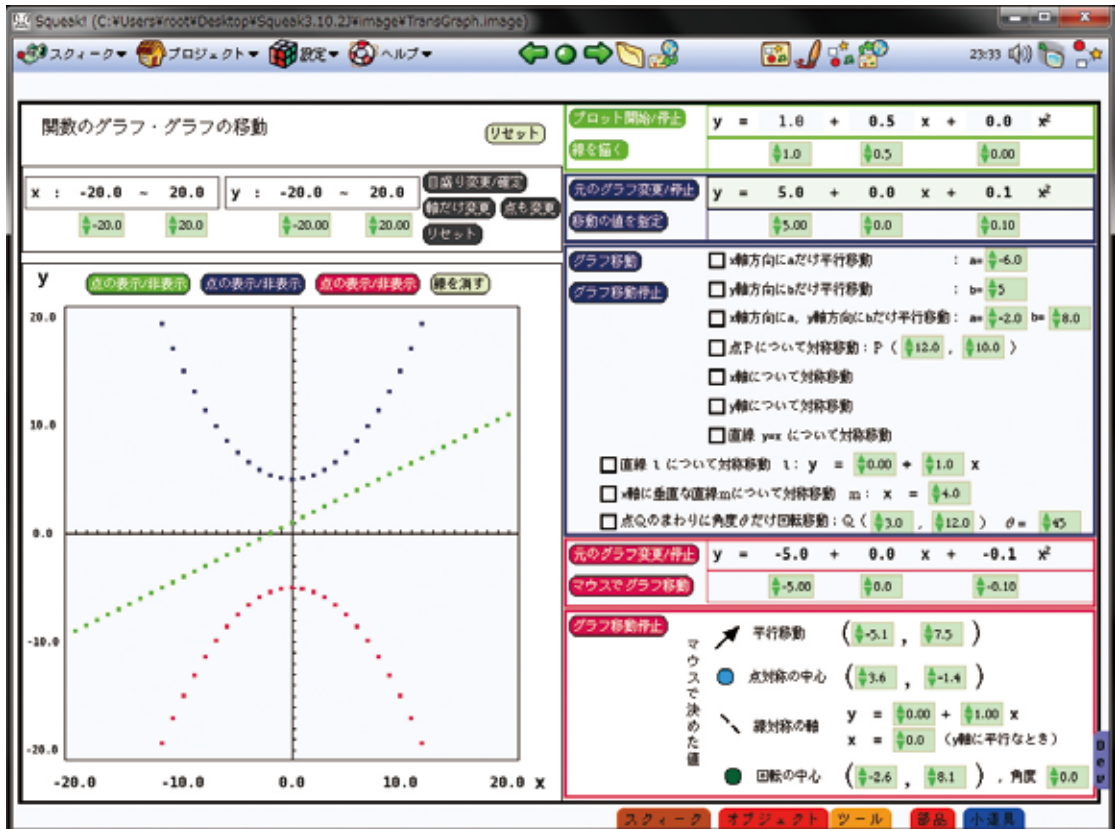 Squeak! (C:¥Users¥root¥Desktop¥Squeak3.10.2J¥image¥TransGraph.image)
スクィーク▾ プロジェクト▾ 設定▾ ヘルプ▾ 23:33
関数のグラフ・グラフの移動 リセット
x : -20.0 ~ 20.0 y : -20.0 ~ 20.0 目盛り変更/確定
軸だけ変更 点も変更
-20.0 20.0 -20.00 20.00 リセット
y 点の表示/非表示 点の表示/非表示 点の表示/非表示 線を消す
20.0
10.0
0.0
-10.0
-20.0
-20.0 -10.0 0.0 10.0 20.0 x
プロット開始/停止 y = 1.0 + 0.5 x + 0.0 x²
線を描く 1.0 0.5 0.00
元のグラフ変更/停止 y = 5.0 + 0.0 x + 0.1 x²
移動の値を指定 5.00 0.0 0.10
グラフ移動 x軸方向にaだけ平行移動 : a= -6.0
グラフ移動停止 y軸方向にbだけ平行移動 : b= 5
x軸方向にa, y軸方向にbだけ平行移動 : a= -2.0 b= 8.0
点Pについて対称移動 : P ( 12.0 , 10.0 )
x軸について対称移動
y軸について対称移動
直線 y=x について対称移動
直線 l について対称移動 l : y = 0.00 + 1.0 x
x軸に垂直な直線mについて対称移動 m : x = 4.0
点Qのまわりに角度θだけ回転移動 : Q ( 3.0 , 12.0 ) θ = 45
元のグラフ変更/停止 y = -5.0 + 0.0 x + -0.1 x²
マウスでグラフ移動 -5.00 0.0 -0.10
グラフ移動停止
マウスで決めた値
平行移動 ( -5.1 , 7.5 )
点対称の中心 ( 3.6 , -1.4 )
線対称の軸 y = 0.00 + 1.00 x
x = 0.0 (y軸に平行なとき)
回転の中心 ( -2.6 , 8.1 ) , 角度 0.0
Dev
スクィーク オブジェクト ツール 部品 小道具